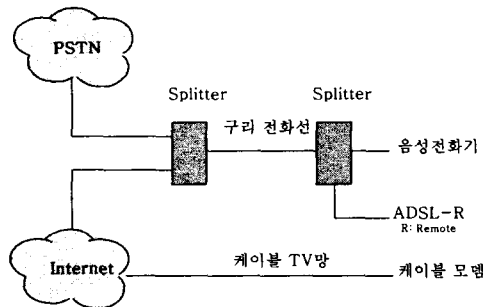 PSTN
Splitter
Splitter
구리 전화선
음성전화기
ADSL-R
R: Remote
Internet
케이블 TV망
케이블 모뎀